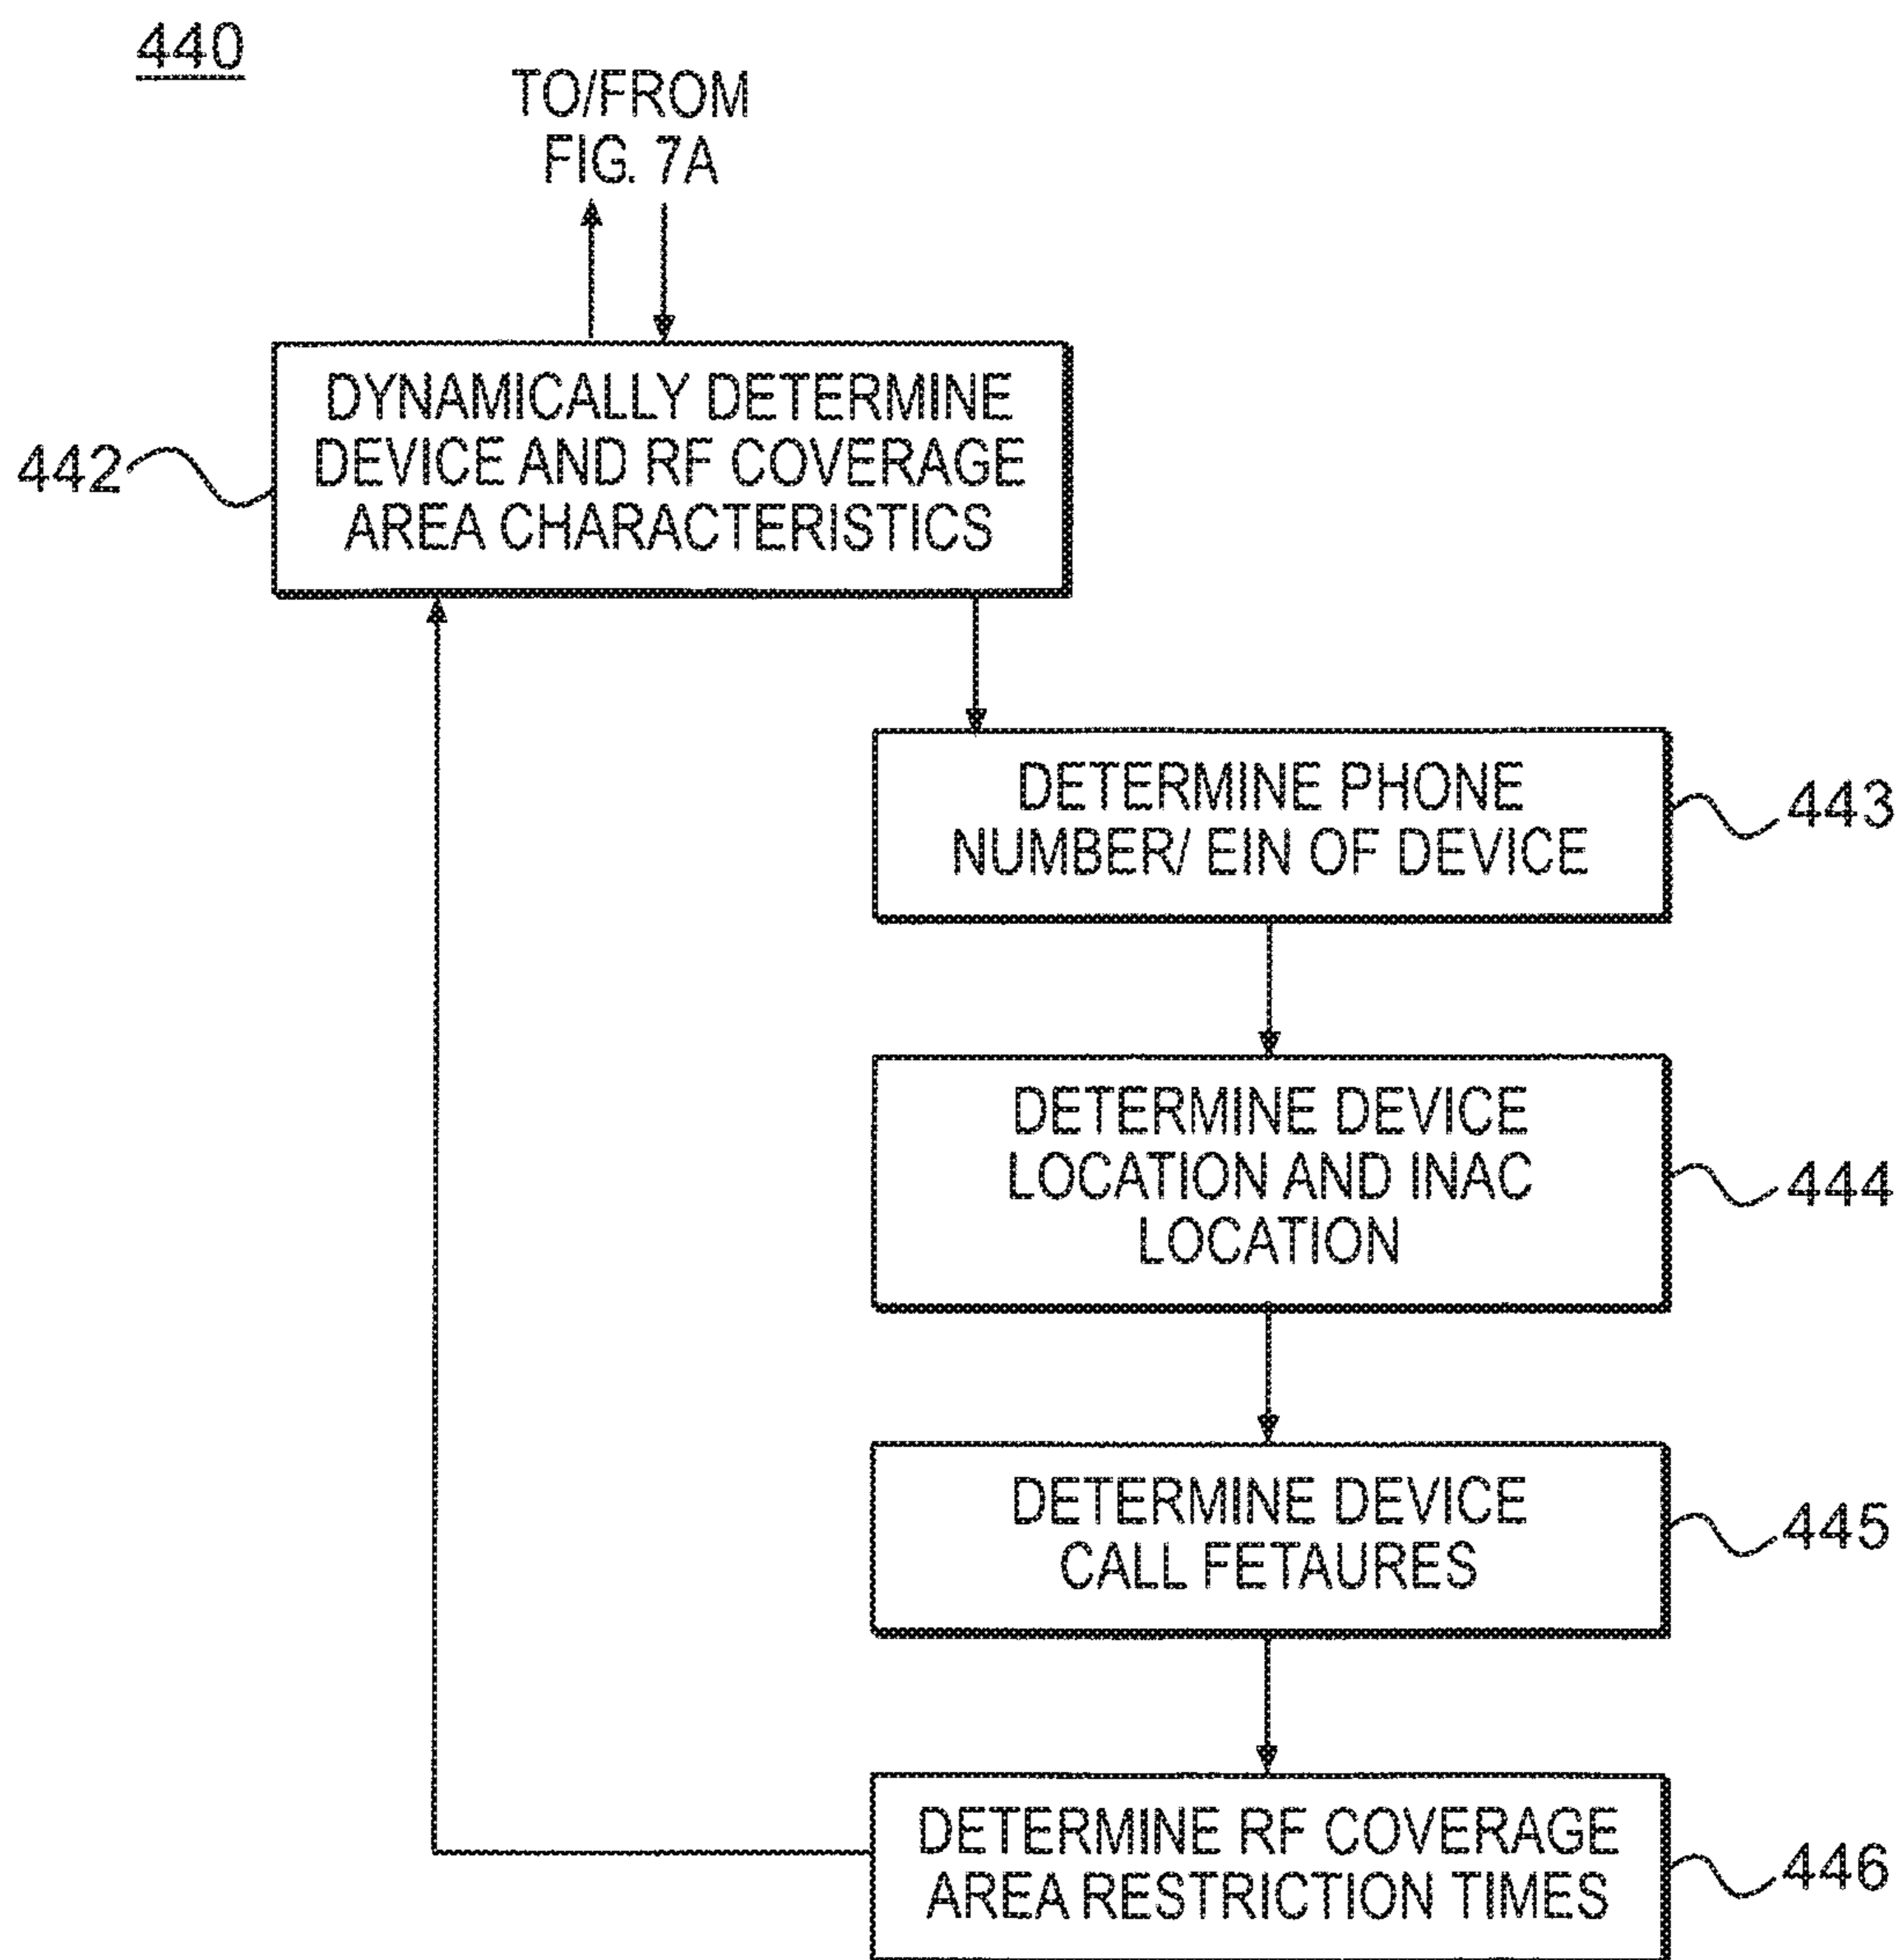 440
TO/FROM
FIG. 7A
DYNAMICALLY DETERMINE
DEVICE AND RF COVERAGE
AREA CHARACTERISTICS
442
DETERMINE PHONE
NUMBER/ EIN OF DEVICE
443
DETERMINE DEVICE
LOCATION AND INAC
LOCATION
444
DETERMINE DEVICE
CALL FETAURES
445
DETERMINE RF COVERAGE
AREA RESTRICTION TIMES
446